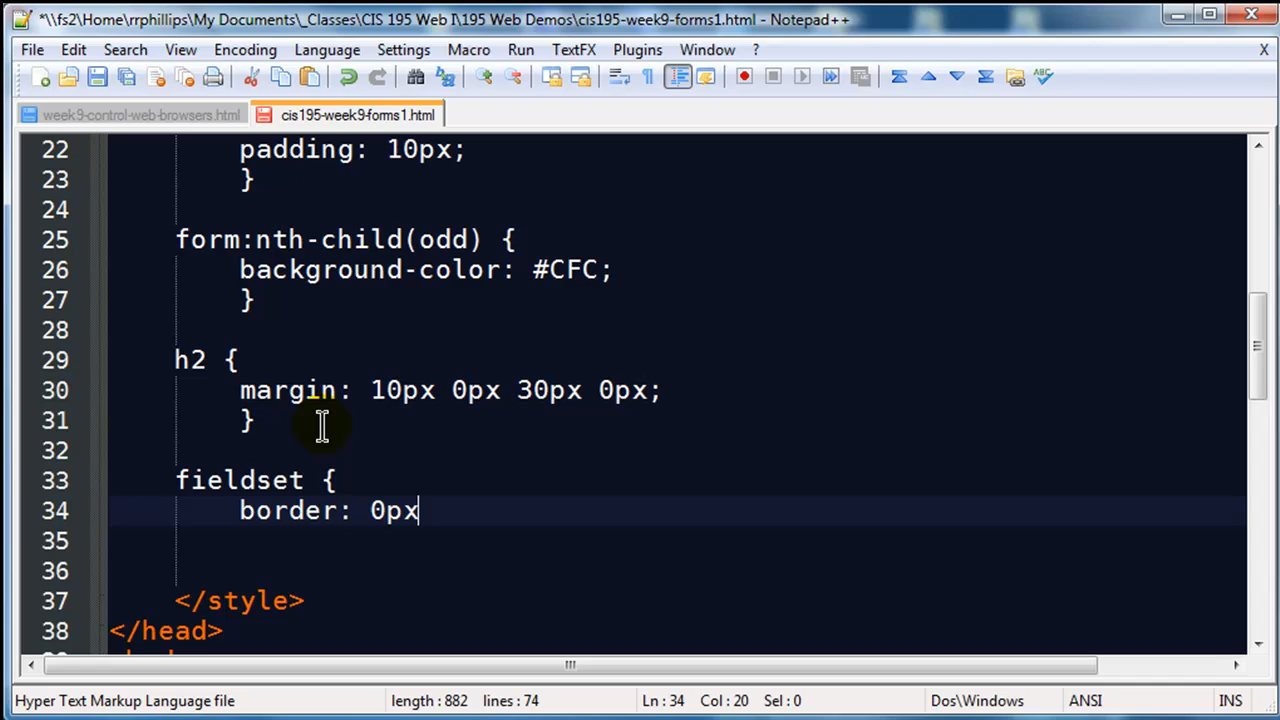 *\\fs2\Home\rrphillips\My Documents\_Classes\CIS 195 Web I\195 Web Demos\cis195-week9-forms1.html - Notepad++
File Edit Search View Encoding Language Settings Macro Run TextFX Plugins Window ? X
week9-control-web-browsers.html cis195-week9-forms1.html
22 padding: 10px;
23 }
24
25 form:nth-child(odd) {
26 background-color: #CFC;
27 }
28
29 h2 {
30 margin: 10px 0px 30px 0px;
31 }
32
33 fieldset {
34 border: 0px
35
36
37 </style>
38 </head>
Hyper Text Markup Language file length : 882 lines : 74 Ln : 34 Col : 20 Sel : 0 Dos\Windows ANSI INS